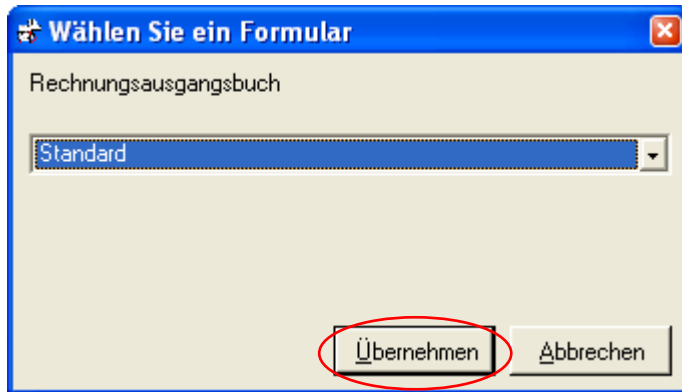 Wählen Sie ein Formular
Rechnungsausgangsbuch
Standard
Übernehmen
Abbrechen